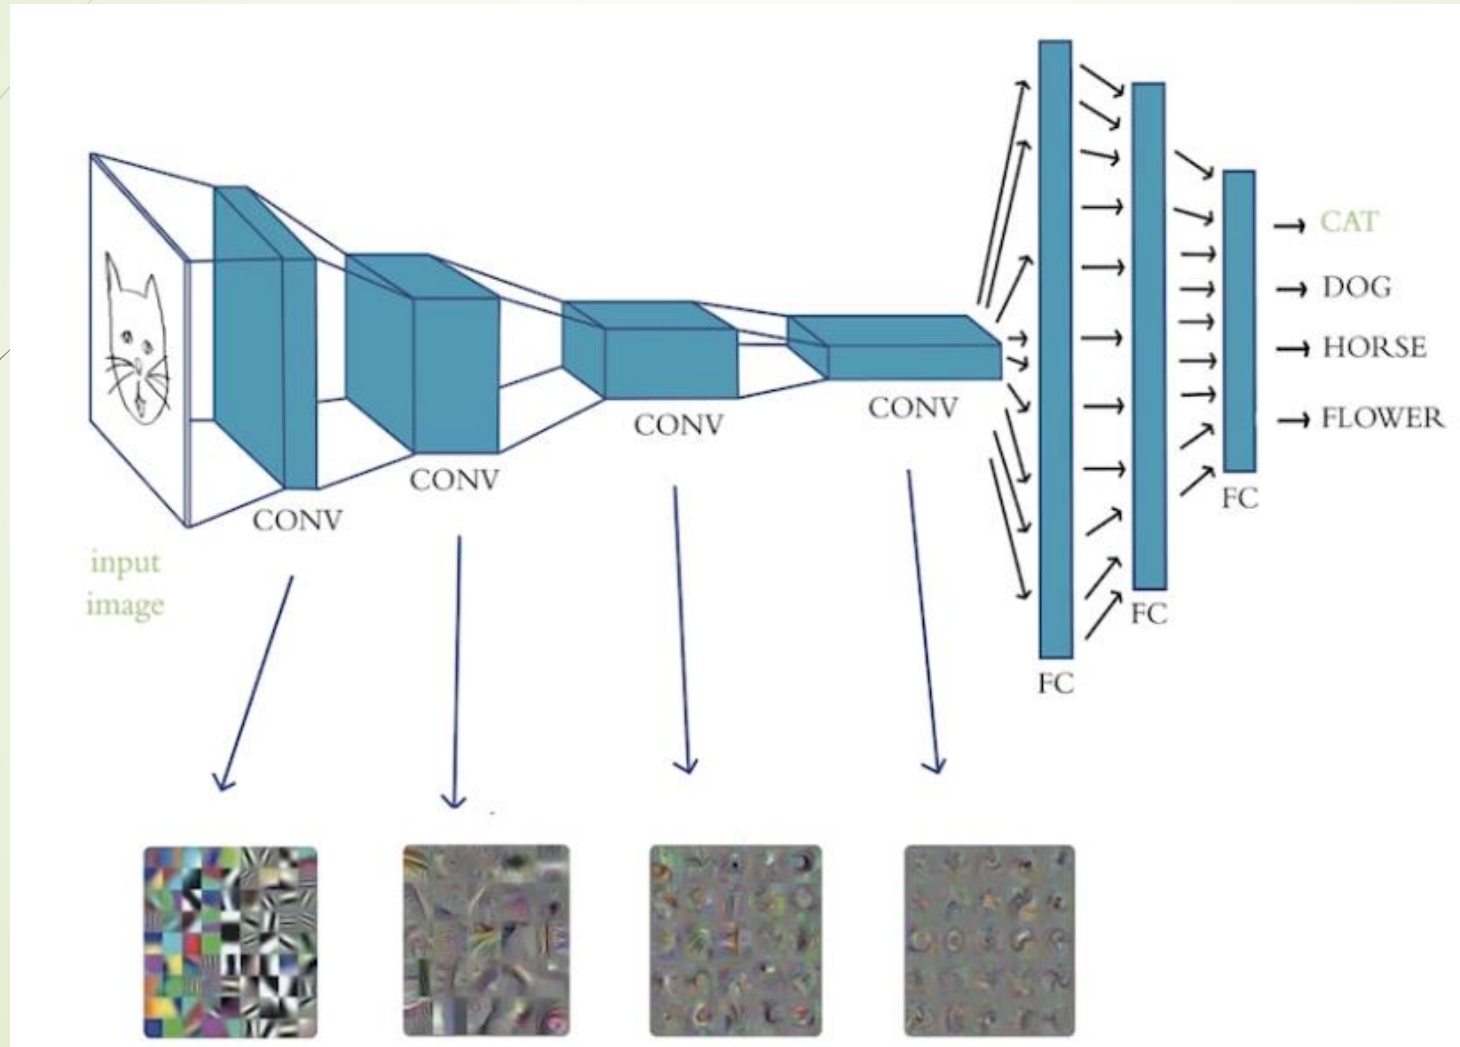 CAT
DOG
HORSE
FLOWER
CONV
CONV
CONV
CONV
FC
FC
FC
input
image